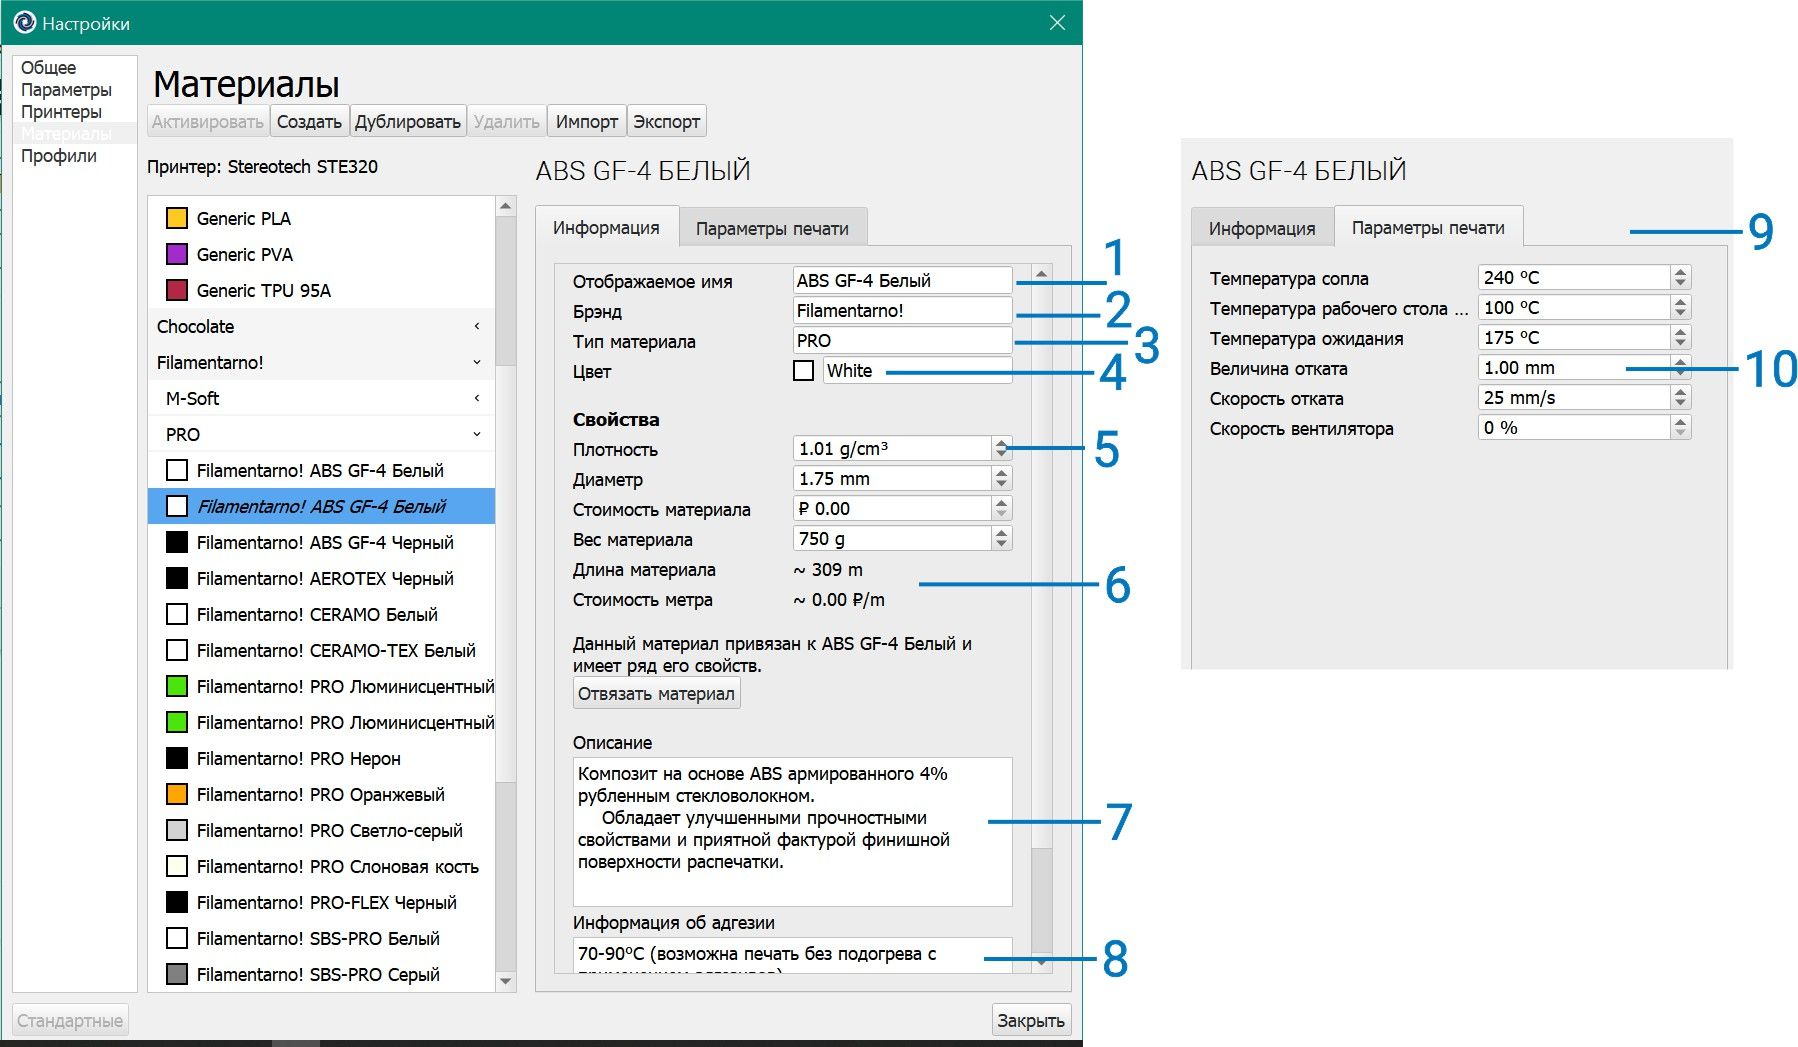 Настройки
Общее
Параметры
Принтеры
Материалы
Профили
Материалы
Активировать Создать Дублировать Удалить Импорт Экспорт
Принтер: Stereotech STE320
Generic PLA
Generic PVA
Generic TPU 95A
Chocolate
Filamentarno!
M-Soft
PRO
Filamentarno! ABS GF-4 Белый
Filamentarno! ABS GF-4 Белый
Filamentarno! ABS GF-4 Черный
Filamentarno! AEROTEX Черный
Filamentarno! CERAMO Белый
Filamentarno! CERAMO-TEX Белый
Filamentarno! PRO Люминисцентный
Filamentarno! PRO Люминисцентный
Filamentarno! PRO Нерон
Filamentarno! PRO Оранжевый
Filamentarno! PRO Светло-серый
Filamentarno! PRO Слоновая кость
Filamentarno! PRO-FLEX Черный
Filamentarno! SBS-PRO Белый
Filamentarno! SBS-PRO Серый
Стандартные
ABS GF-4 БЕЛЫЙ
Информация Параметры печати
Отображаемое имя ABS GF-4 Белый 1
Брэнд Filamentarno! 2
Тип материала PRO 3
Цвет White 4
Свойства
Плотность 1.01 g/cm³ 5
Диаметр 1.75 mm
Стоимость материала ₽ 0.00
Вес материала 750 g
Длина материала ~ 309 m
6
Стоимость метра ~ 0.00 ₽/m
Данный материал привязан к ABS GF-4 Белый и
имеет ряд его свойств.
Отвязать материал
Описание
Композит на основе ABS армированного 4%
рубленным стекловолокном.
Обладает улучшенными прочностными 7
свойствами и приятной фактурой финишной
поверхности распечатки.
Информация об адгезии
70-90°C (возможна печать без подогрева с 8
Закрыть
ABS GF-4 БЕЛЫЙ
Информация Параметры печати 9
Температура сопла 240 °C
Температура рабочего стола ... 100 °C
Температура ожидания 175 °C
Величина отката 1.00 mm 10
Скорость отката 25 mm/s
Скорость вентилятора 0 %